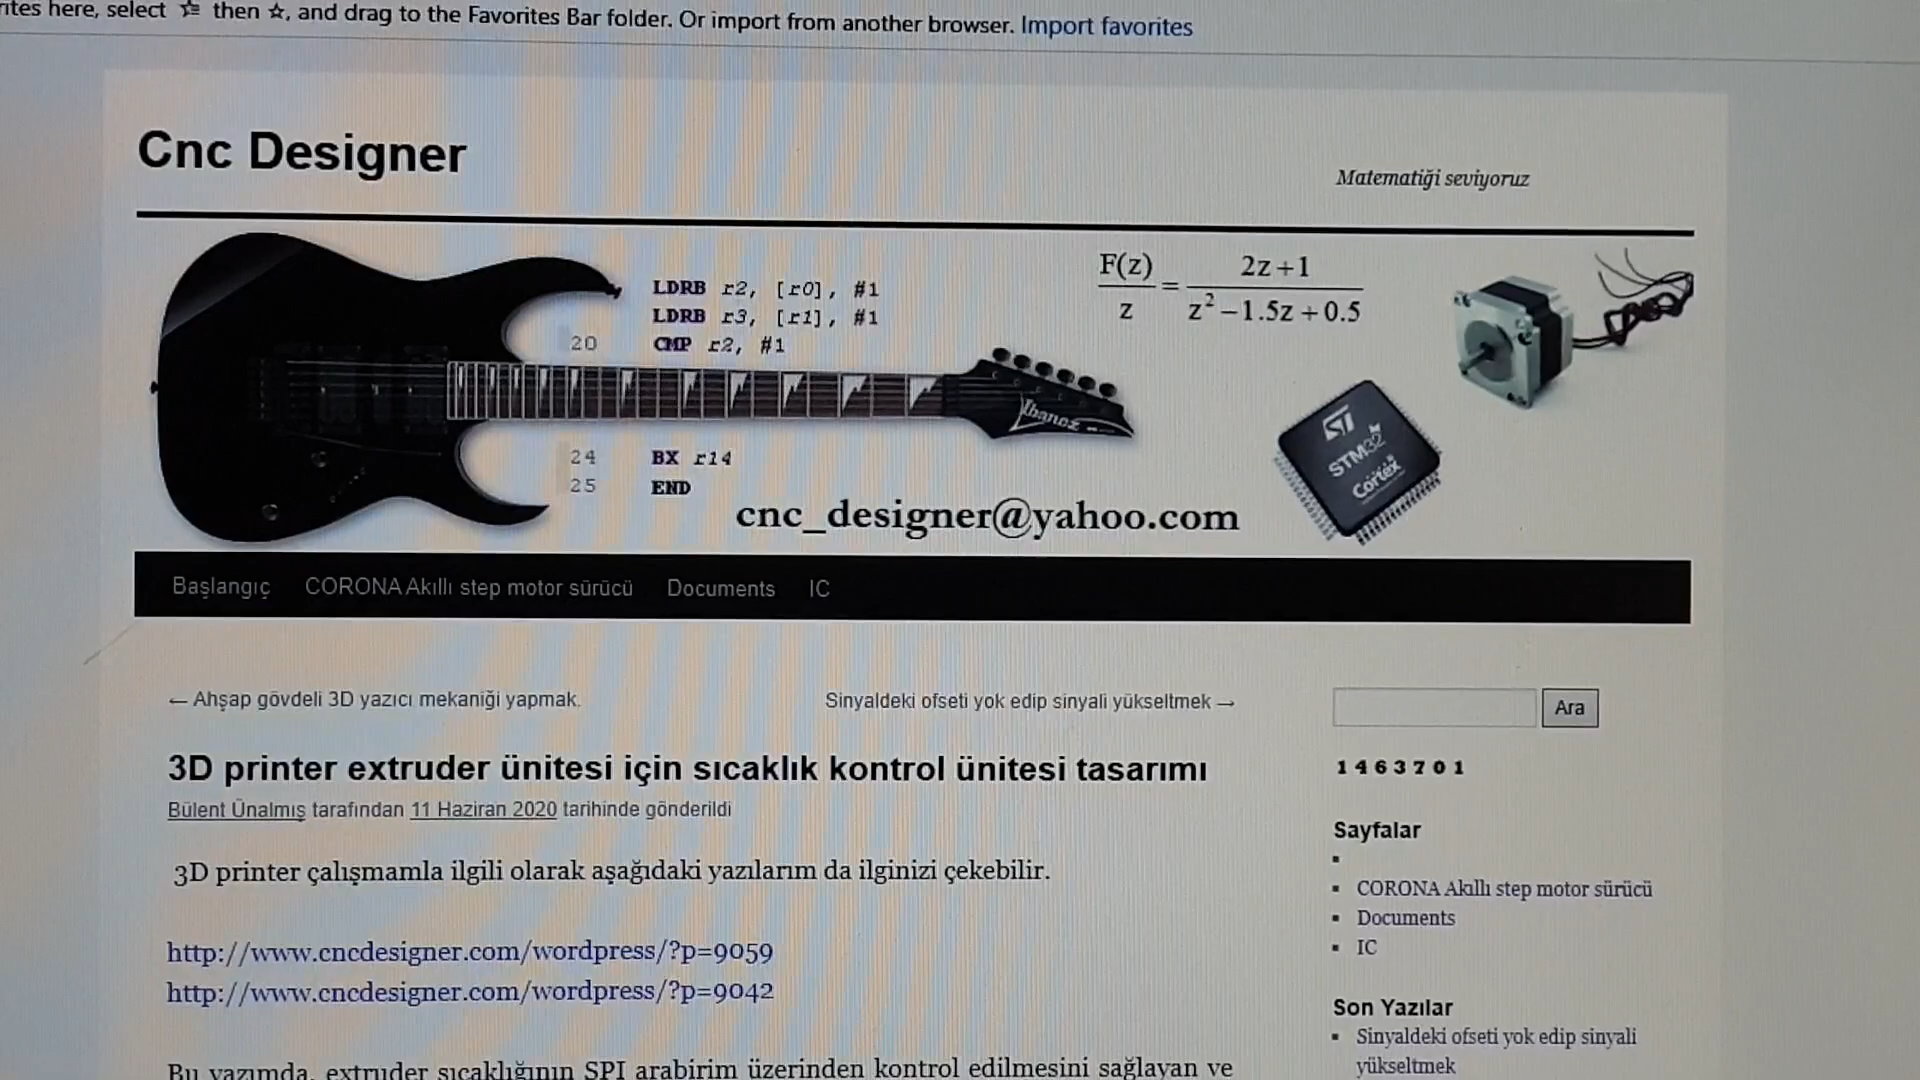 here, select then , and drag to the Favorites Bar folder. Or import from another browser. Import favorites
Cnc Designer
Matematiği seviyoruz
LDRB r2, [r0], #1
LDRB r3, [r1], #1
20 CMP r2, #1
F(z)/z = 2z+1/z²−1.5z+0.5
Ibanez
24 BX r14
25 END
ST
STM32
Cortex
cnc_designer@yahoo.com
Başlangıç CORONA Akıllı step motor sürücü Documents IC
← Ahşap gövdeli 3D yazıcı mekaniği yapmak.
Sinyaldeki ofseti yok edip sinyali yükseltmek →
Ara
3D printer extruder ünitesi için sıcaklık kontrol ünitesi tasarımı
Bülent Ünalmış tarafından 11 Haziran 2020 tarihinde gönderildi
3D printer çalışmamla ilgili olarak aşağıdaki yazılarım da ilginizi çekebilir.
http://www.cncdesigner.com/wordpress/?p=9059
http://www.cncdesigner.com/wordpress/?p=9042
Bu yazımda, extruder sıcaklığının SPI arabirim üzerinden kontrol edilmesini sağlayan ve
1463701
Sayfalar
CORONA Akıllı step motor sürücü
Documents
IC
Son Yazılar
Sinyaldeki ofseti yok edip sinyali
yükseltmek